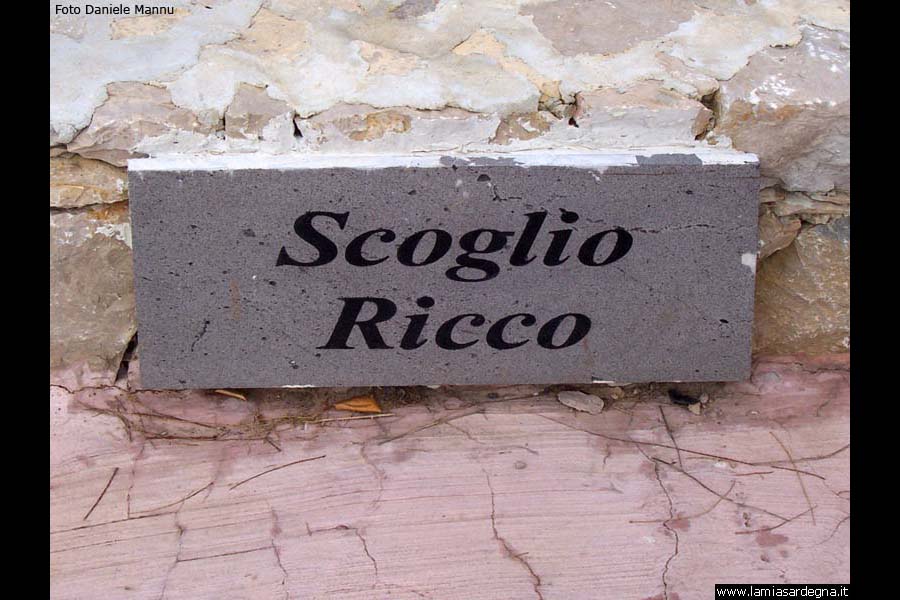 Foto Daniele Mannu
Scoglio
Ricco
www.lamiasardegna.it